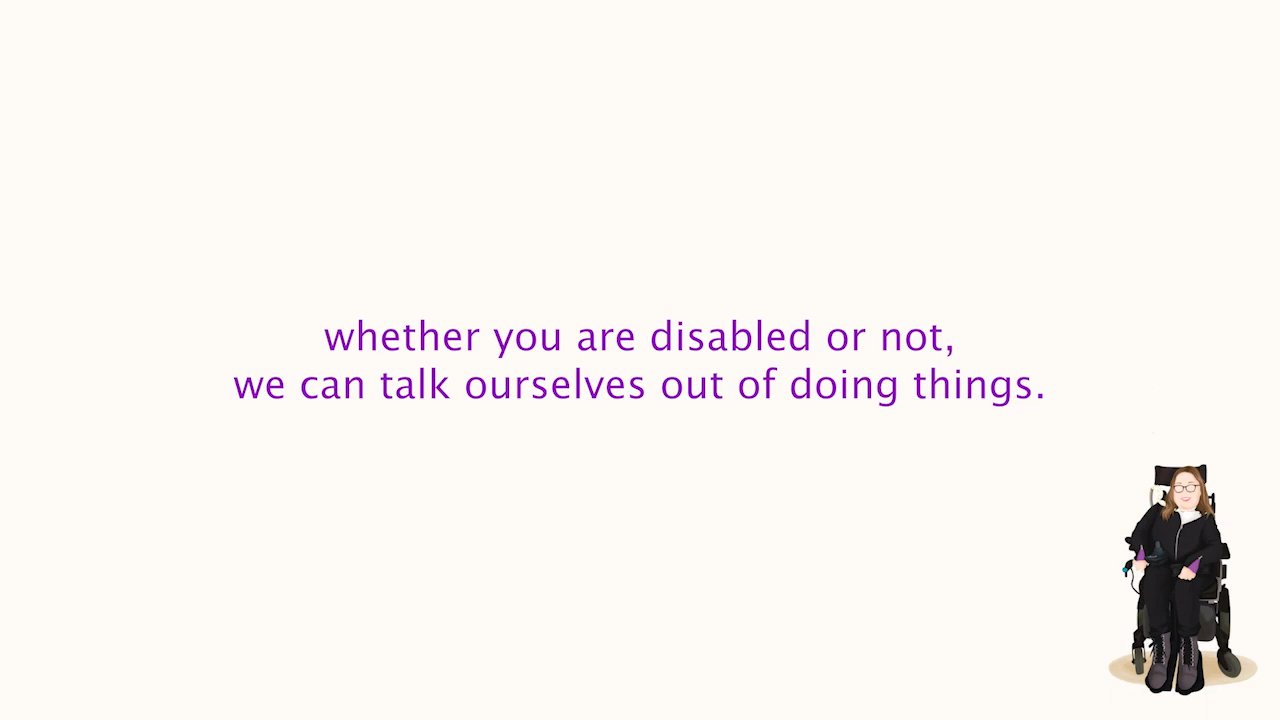 whether you are disabled or not,
we can talk ourselves out of doing things.